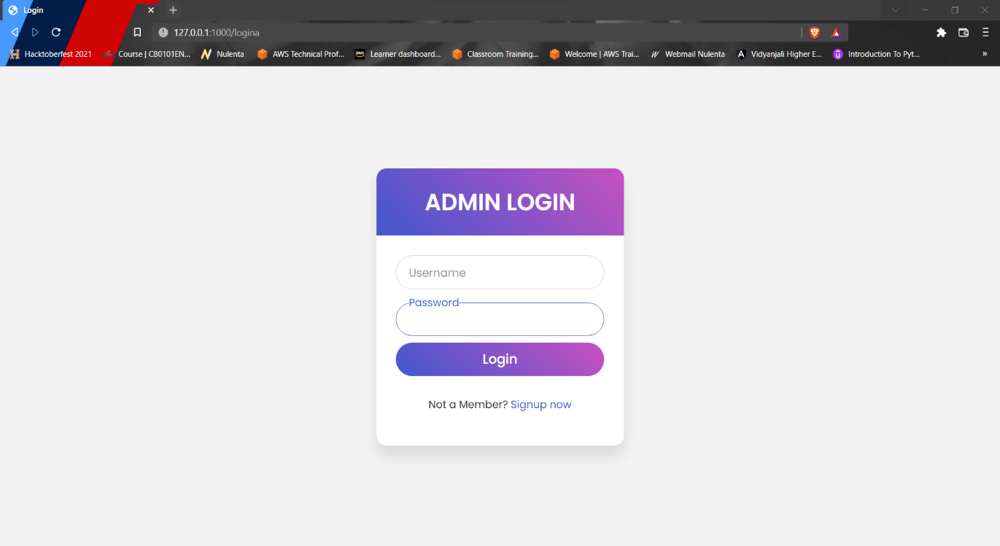 Login
127.0.0.1:1000/logina
Hacktoberfest 2021 Course | CB0101EN... Nulenta AWS Technical Prof... Learner dashboard... Classroom Training... Welcome | AWS Trai... Webmail Nulenta Vidyanjali Higher E... Introduction To Pyt... »
ADMIN LOGIN
Username
Password
Login
Not a Member? Signup now